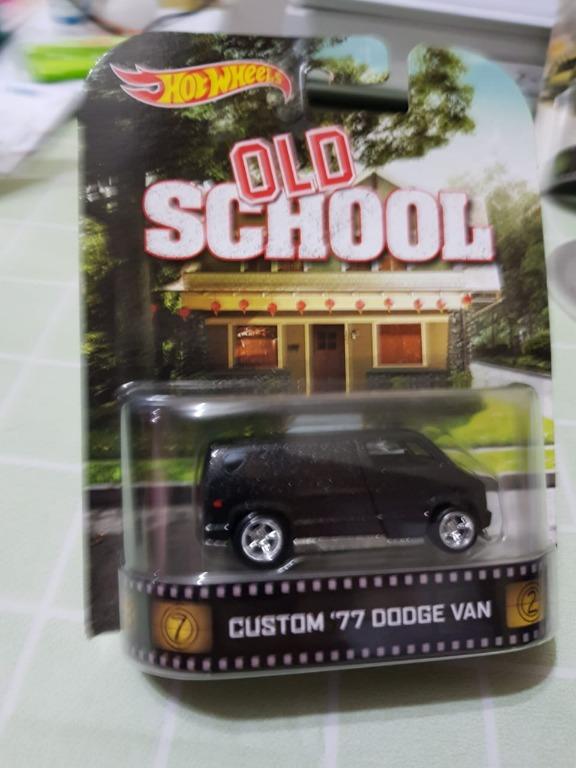 HOT WHEELS
OLD
SCHOOL
7
CUSTOM '77 DODGE VAN
2